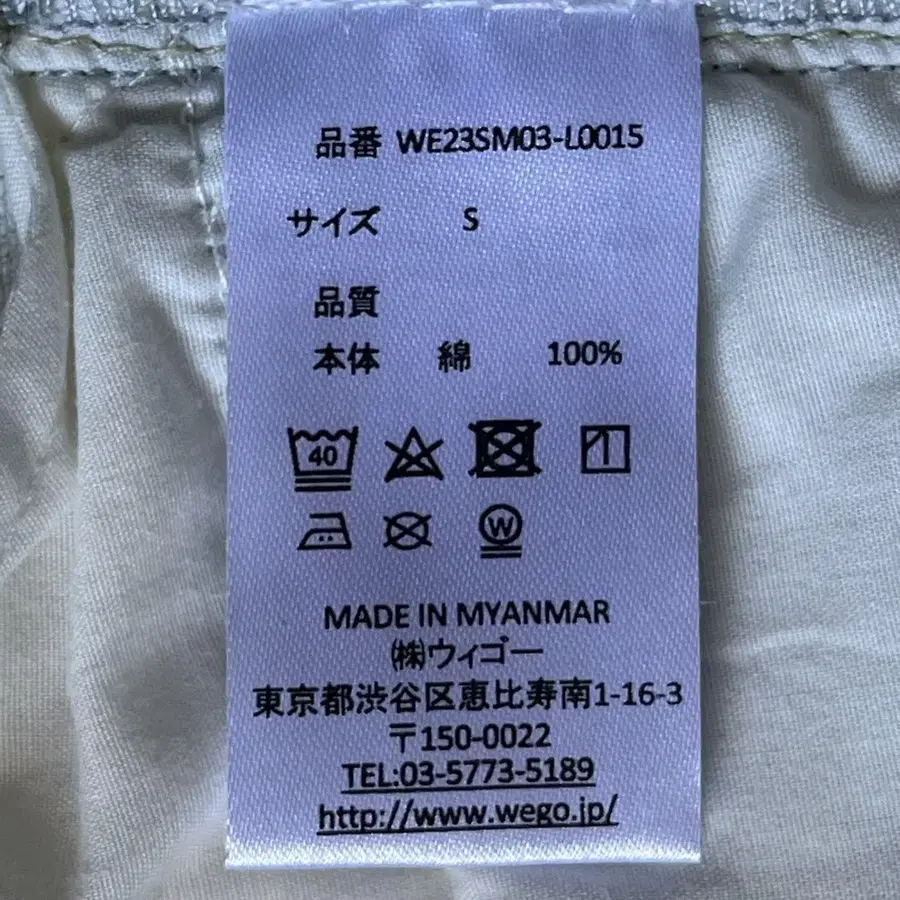 品番 WE23SM03-L0015
サイズ S
品質
本体 綿 100%
40
W
MADE IN MYANMAR
㈱ウィゴー
東京都渋谷区恵比寿南1-16-3
〒150-0022
TEL:03-5773-5189
http://www.wego.jp/